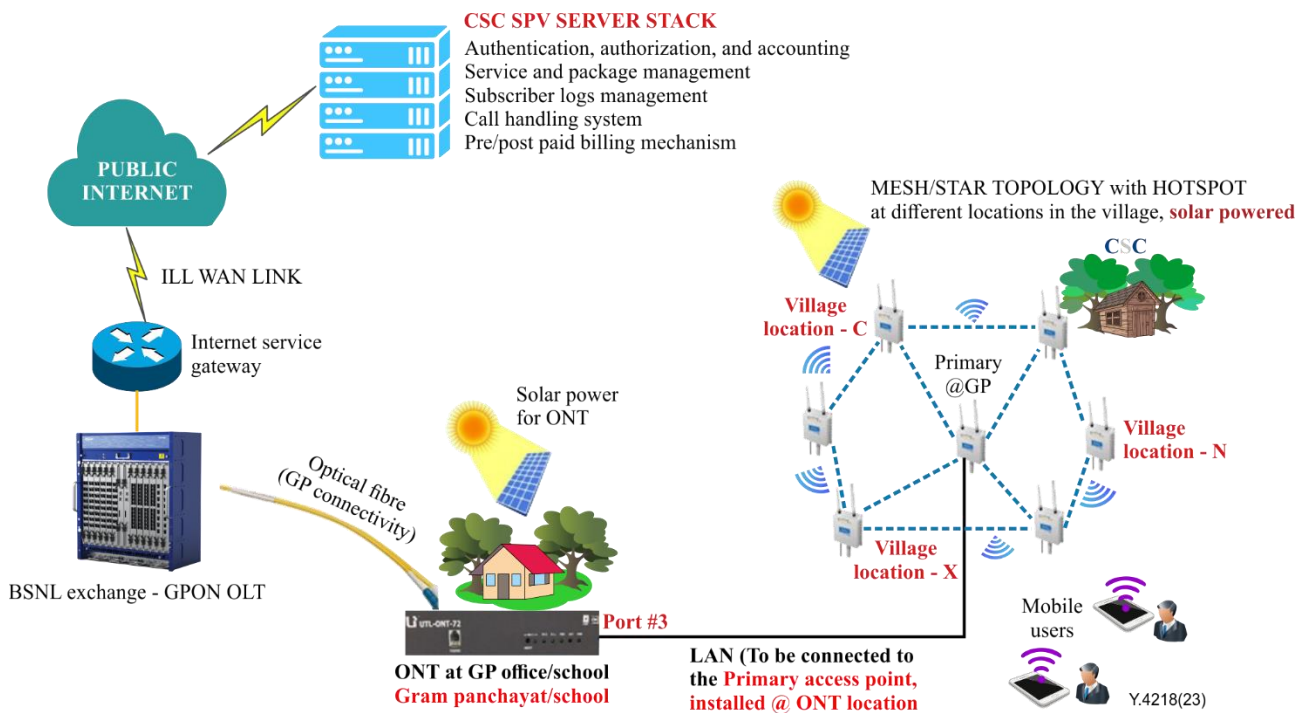 CSC SPV SERVER STACK
Authentication, authorization, and accounting
Service and package management
Subscriber logs management
Call handling system
Pre/post paid billing mechanism
PUBLIC
INTERNET
ILL WAN LINK
Internet service
gateway
BSNL exchange - GPON OLT
Optical fibre
(GP connectivity)
Solar power
for ONT
UTL-ONT-72
Port #3
ONT at GP office/school
Gram panchayat/school
LAN (To be connected to
the Primary access point,
installed @ ONT location
MESH/STAR TOPOLOGY with HOTSPOT
at different locations in the village, solar powered
CSC
Village
location - C
Primary
@GP
Village
location - N
Village
location - X
Mobile
users
Y.4218(23)